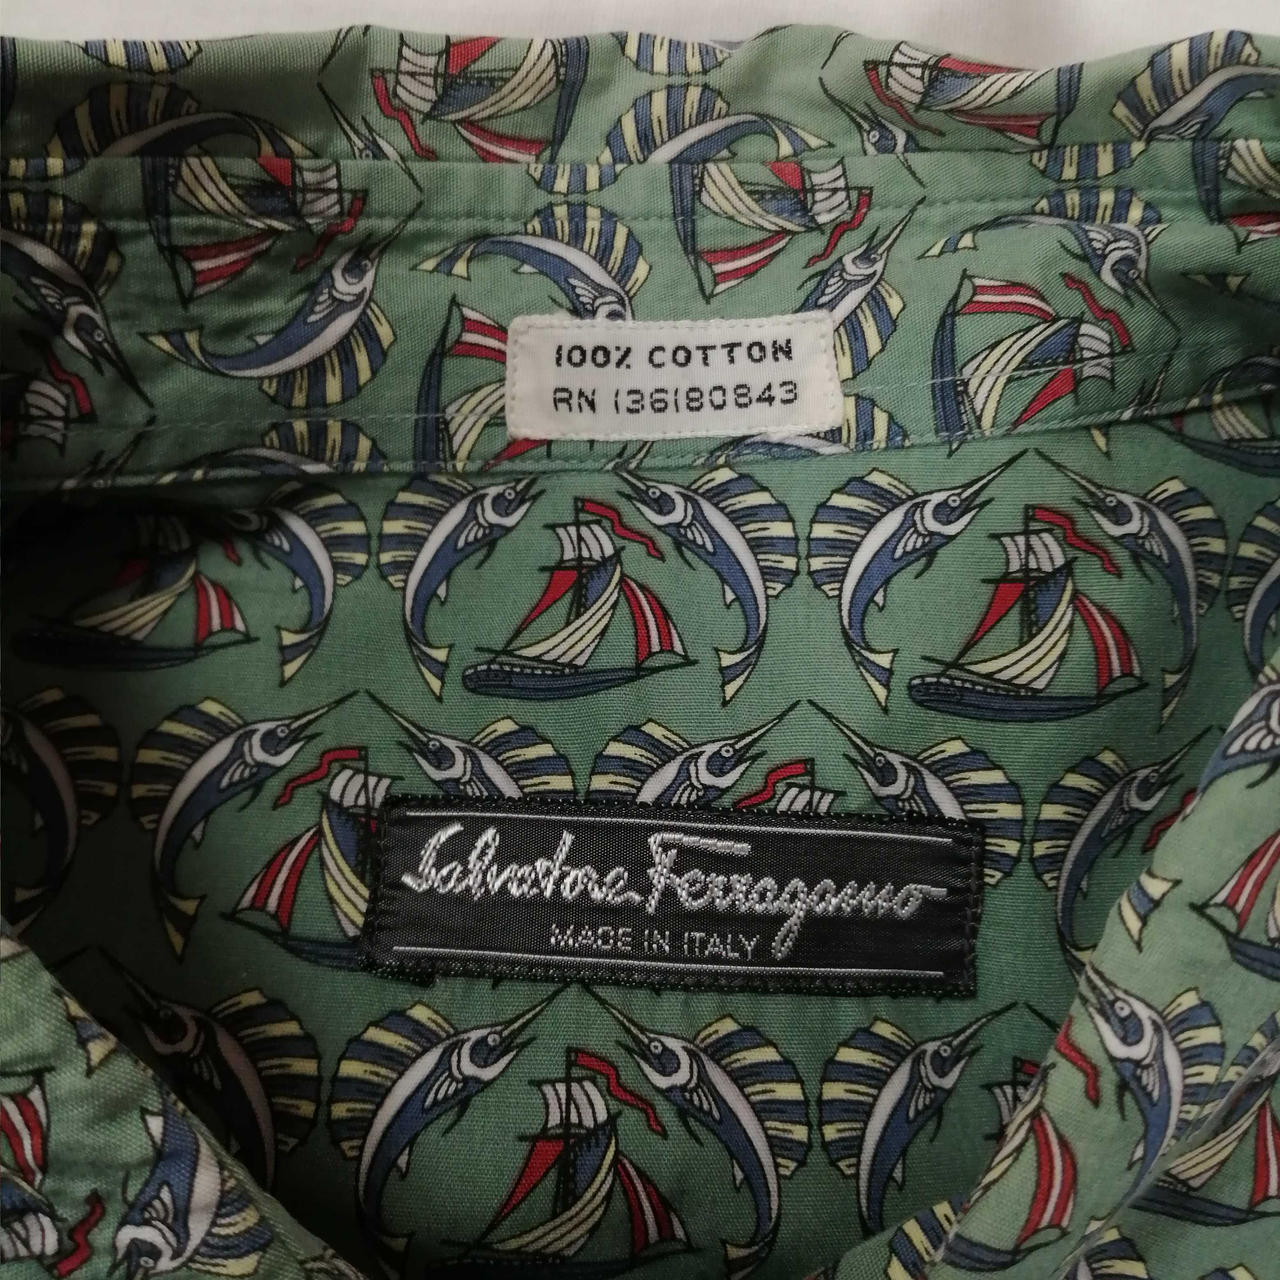 100% COTTON
RN 136180843
Salvatore Ferragamo
MADE IN ITALY